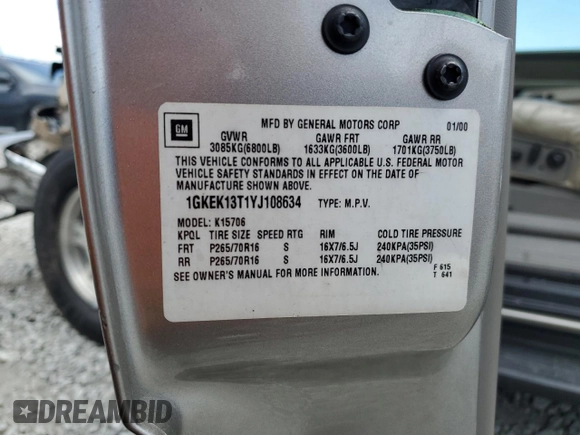 GM
MFD BY GENERAL MOTORS CORP 01/00
GVWR GAWR FRT GAWR RR
3085KG(6800LB) 1633KG(3600LB) 1701KG(3750LB)
THIS VEHICLE CONFORMS TO ALL APPLICABLE U.S. FEDERAL MOTOR
VEHICLE SAFETY STANDARDS IN EFFECT ON THE DATE OF
MANUFACTURE SHOWN ABOVE.
1GKEK13T1YJ108634 TYPE: M.P.V.
MODEL: K15706
KPQL TIRE SIZE SPEED RTG RIM COLD TIRE PRESSURE
FRT P265/70R16 S 16X7/6.5J 240KPA(35PSI)
RR P265/70R16 S 16X7/6.5J 240KPA(35PSI)
SEE OWNER'S MANUAL FOR MORE INFORMATION.
F 615
T 641
DREAMBID